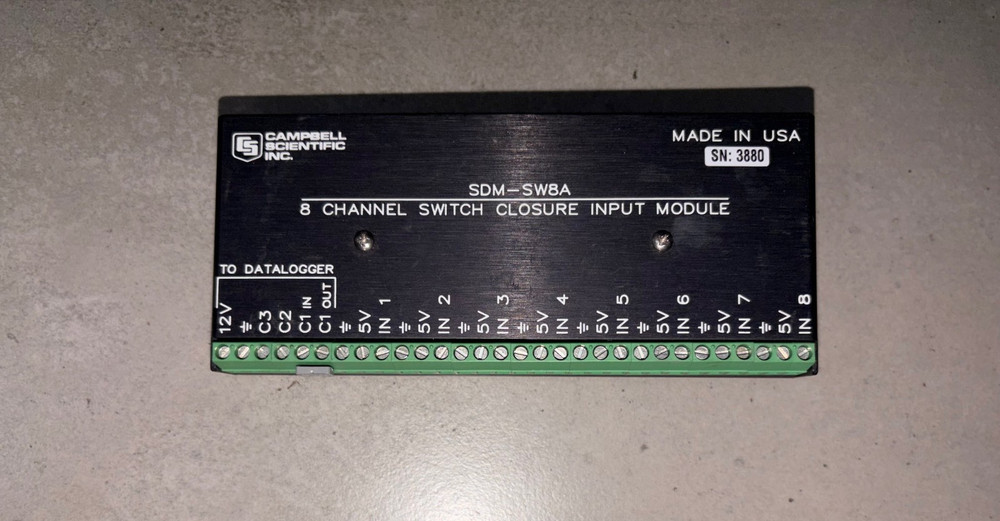 CS CAMPBELL
SCIENTIFIC
INC.
MADE IN USA
SN: 3880
SDM-SW8A
8 CHANNEL SWITCH CLOSURE INPUT MODULE
TO DATALOGGER
12V ⏚ C3 C2 C1 IN C1 OUT ⏚ 5V IN 1 ⏚ 5V IN 2 ⏚ 5V IN 3 ⏚ 5V IN 4 ⏚ 5V IN 5 ⏚ 5V IN 6 ⏚ 5V IN 7 ⏚ 5V IN 8